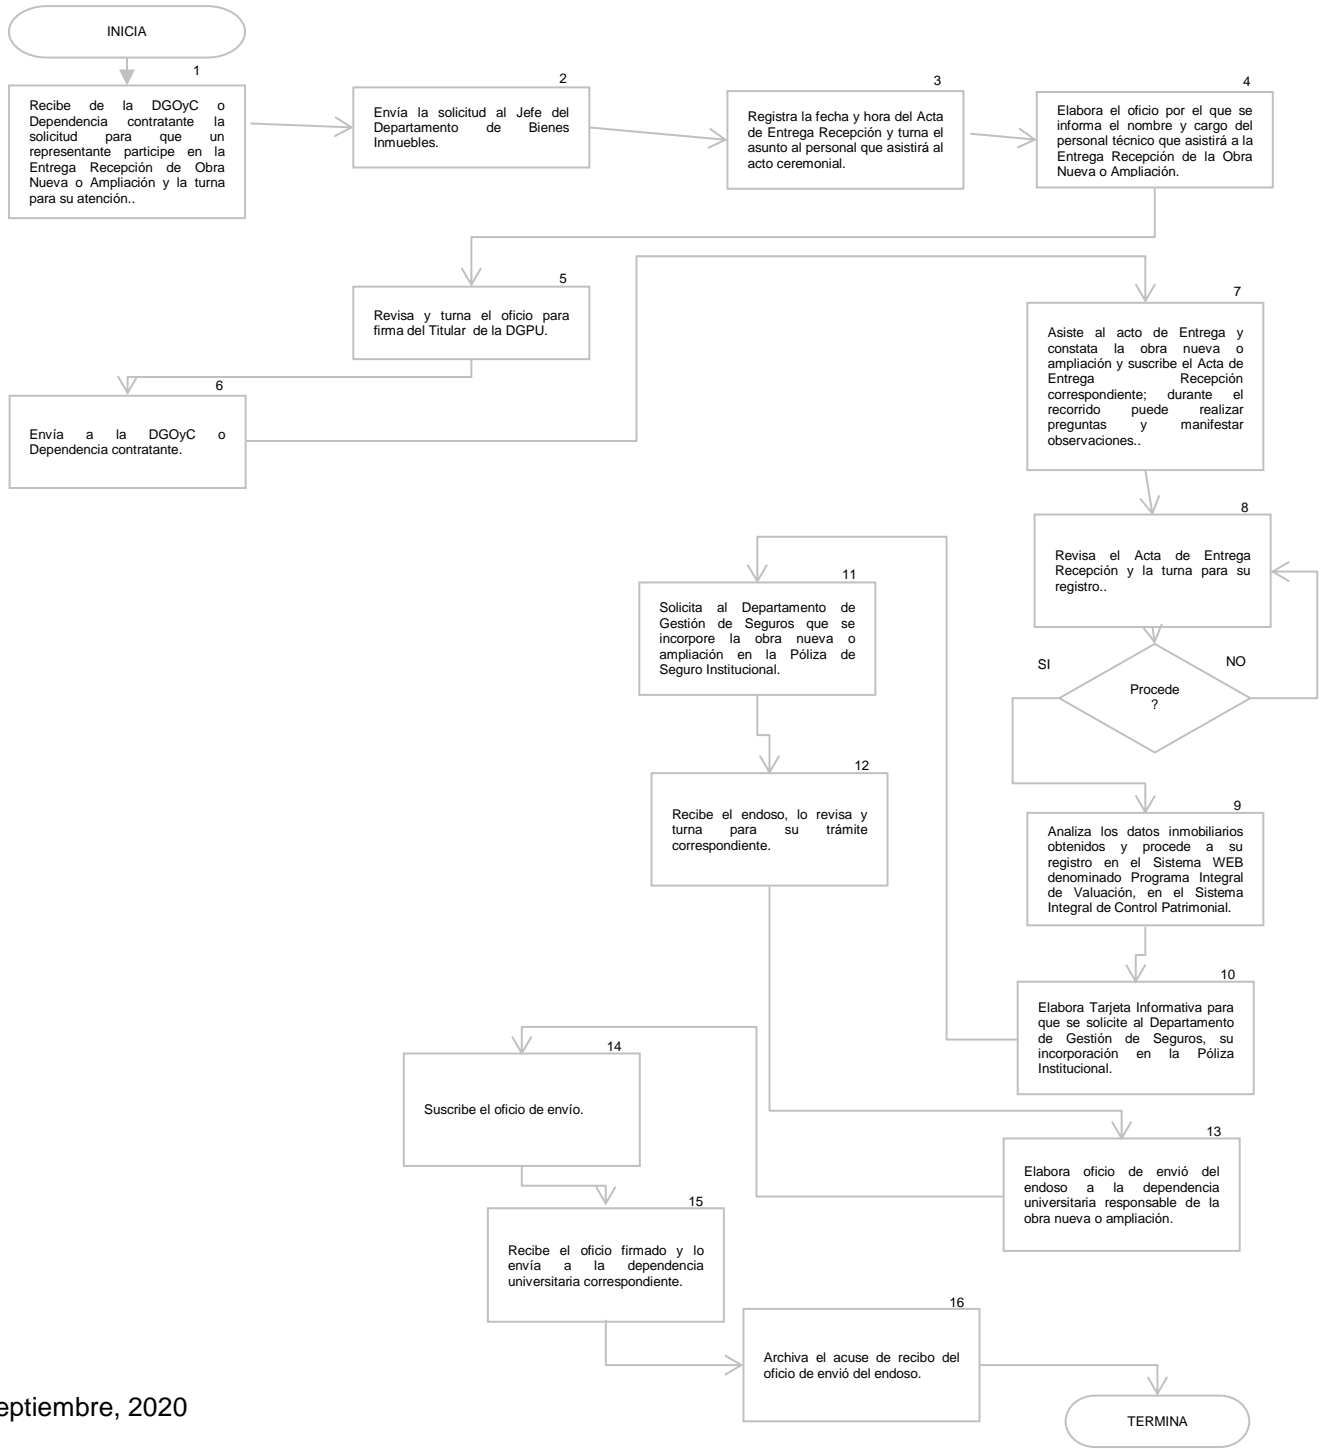 INICIA
1
Recibe de la DGOyC o
Dependencia contratante la
solicitud para que un
representante participe en la
Entrega Recepción de Obra
Nueva o Ampliación y la turna
para su atención..
2
Envía la solicitud al Jefe del
Departamento de Bienes
Inmuebles.
3
Registra la fecha y hora del Acta
de Entrega Recepción y turna el
asunto al personal que asistirá al
acto ceremonial.
4
Elabora el oficio por el que se
informa el nombre y cargo del
personal técnico que asistirá a la
Entrega Recepción de la Obra
Nueva o Ampliación.
5
Revisa y turna el oficio para
firma del Titular de la DGPU.
6
Envía a la DGOyC o
Dependencia contratante.
7
Asiste al acto de Entrega y
constata la obra nueva o
ampliación y suscribe el Acta de
Entrega Recepción
correspondiente; durante el
recorrido puede realizar
preguntas y manifestar
observaciones..
8
Revisa el Acta de Entrega
Recepción y la turna para su
registro..
SI
NO
Procede
?
9
Analiza los datos inmobiliarios
obtenidos y procede a su
registro en el Sistema WEB
denominado Programa Integral
de Valuación, en el Sistema
Integral de Control Patrimonial.
10
Elabora Tarjeta Informativa para
que se solicite al Departamento
de Gestión de Seguros, su
incorporación en la Póliza
Institucional.
11
Solicita al Departamento de
Gestión de Seguros que se
incorpore la obra nueva o
ampliación en la Póliza de
Seguro Institucional.
12
Recibe el endoso, lo revisa y
turna para su trámite
correspondiente.
13
Elabora oficio de envió del
endoso a la dependencia
universitaria responsable de la
obra nueva o ampliación.
14
Suscribe el oficio de envío.
15
Recibe el oficio firmado y lo
envía a la dependencia
universitaria correspondiente.
16
Archiva el acuse de recibo del
oficio de envió del endoso.
TERMINA
eptiembre, 2020